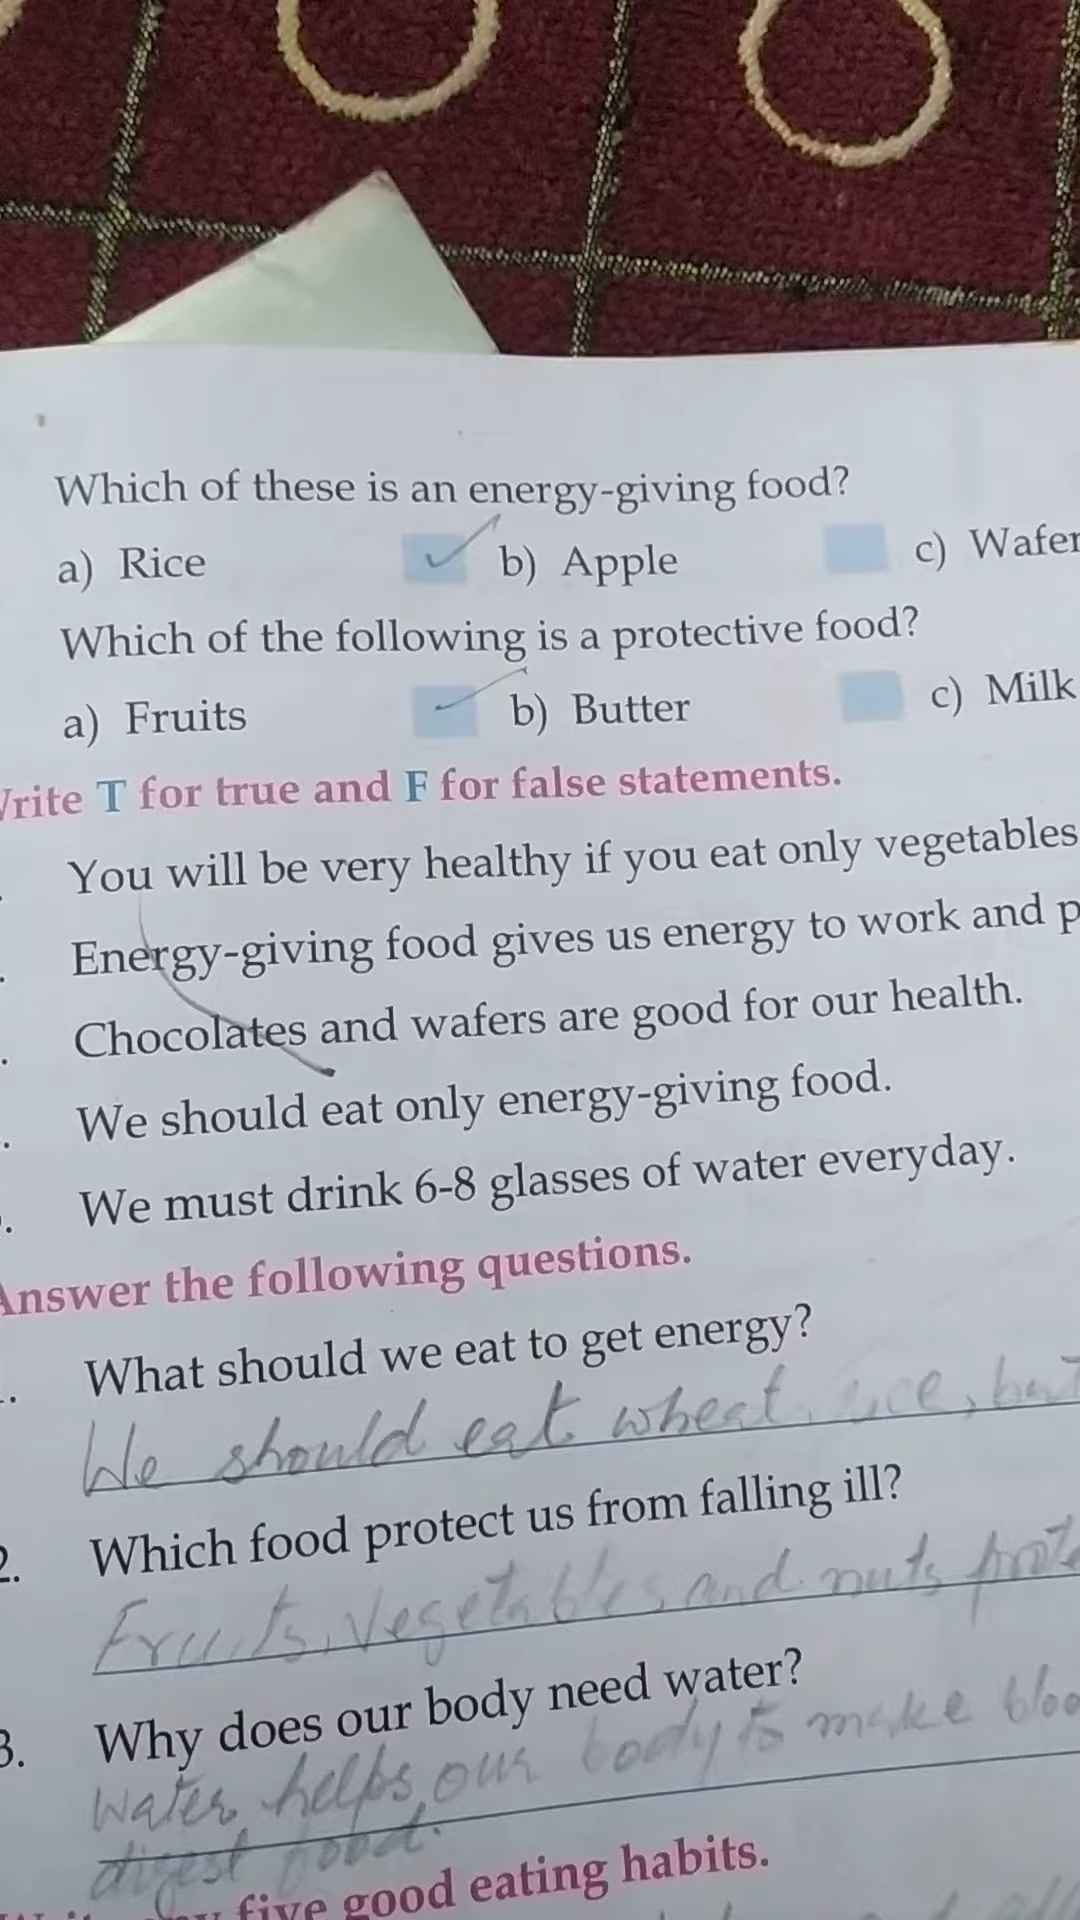 Which of these is an energy-giving food?
a) Rice b) Apple c) Wafer
Which of the following is a protective food?
a) Fruits b) Butter c) Milk
rite T for true and F for false statements.
You will be very healthy if you eat only vegetables
Energy-giving food gives us energy to work and p
Chocolates and wafers are good for our health.
We should eat only energy-giving food.
We must drink 6-8 glasses of water everyday.
Answer the following questions.
What should we eat to get energy?
We should eat wheat,
2. Which food protect us from falling ill?
Fruits, Vegetables and nuts prote
3. Why does our body need water?
Water helps our body to make bloo
digest food.
five good eating habits.